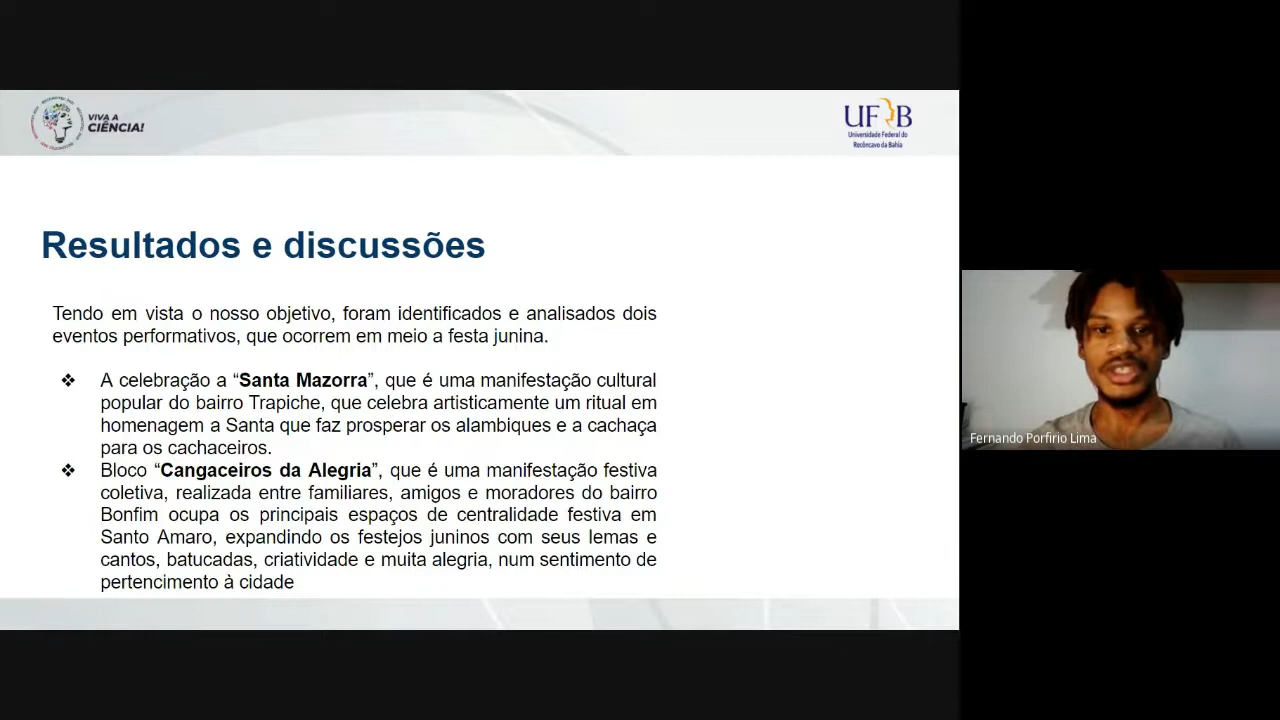 VIVA A
CIÊNCIA!
UFRB
Universidade Federal do
Recôncavo da Bahia
Resultados e discussões
Tendo em vista o nosso objetivo, foram identificados e analisados dois
eventos performativos, que ocorrem em meio a festa junina.
❖ A celebração a “Santa Mazorra”, que é uma manifestação cultural
popular do bairro Trapiche, que celebra artisticamente um ritual em
homenagem a Santa que faz prosperar os alambiques e a cachaça
para os cachaceiros.
❖ Bloco “Cangaceiros da Alegria”, que é uma manifestação festiva
coletiva, realizada entre familiares, amigos e moradores do bairro
Bonfim ocupa os principais espaços de centralidade festiva em
Santo Amaro, expandindo os festejos juninos com seus lemas e
cantos, batucadas, criatividade e muita alegria, num sentimento de
pertencimento à cidade
Fernando Porfirio Lima